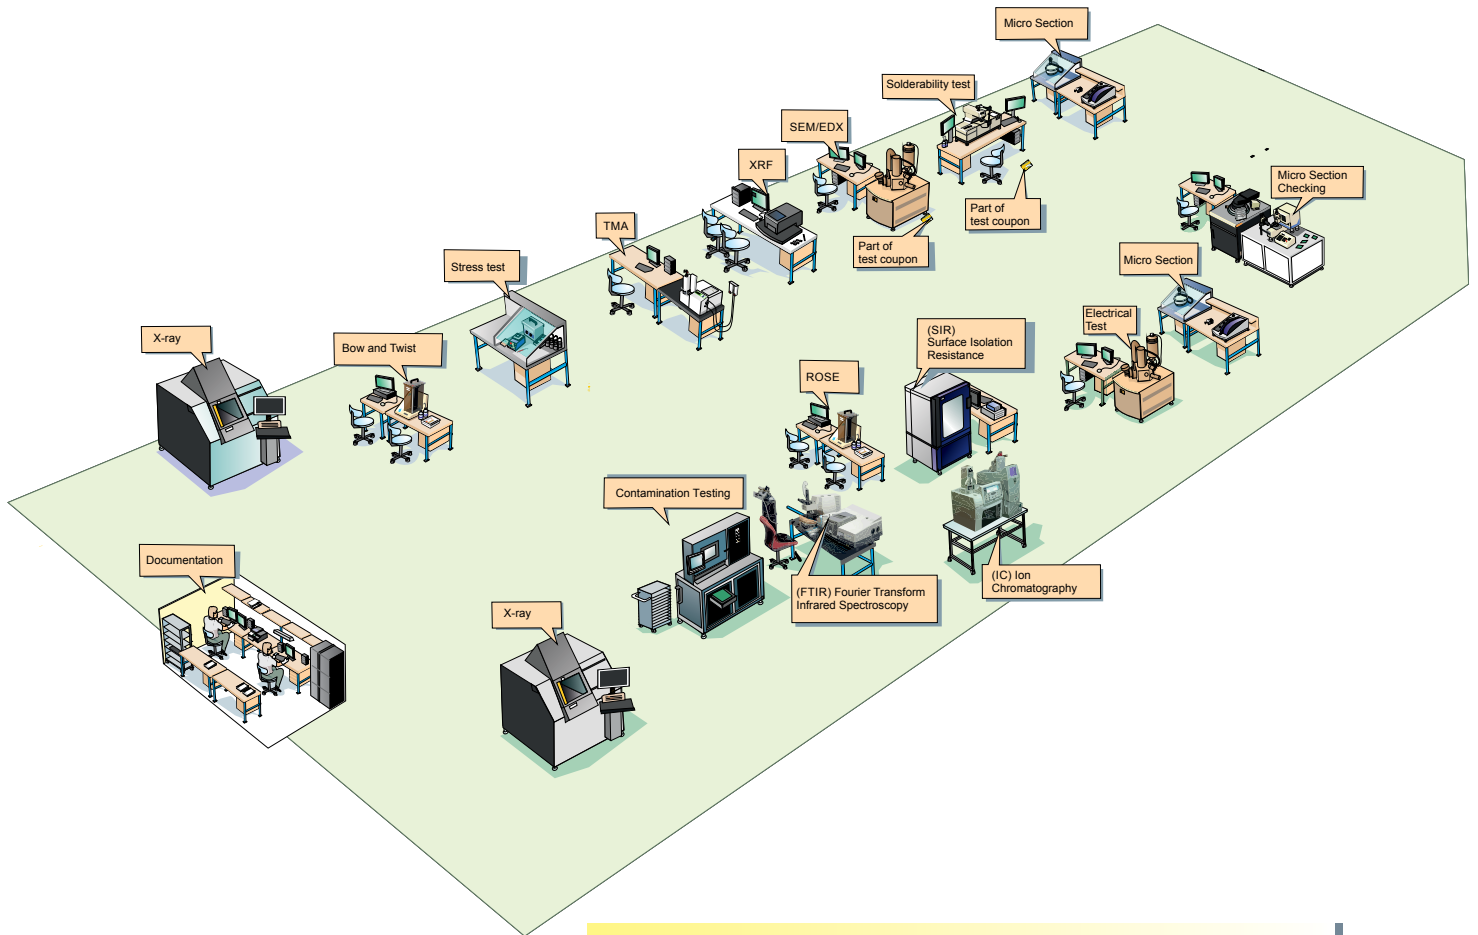 Micro Section
Solderability test
SEM/EDX
XRF
Micro Section
Checking
TMA
Part of
test coupon
Part of
test coupon
Stress test
Micro Section
X-ray
Bow and Twist
Electrical
Test
(SIR)
Surface Isolation
Resistance
ROSE
Contamination Testing
Documentation
(FTIR) Fourier Transform
Infrared Spectroscopy
(IC) Ion
Chromatography
X-ray